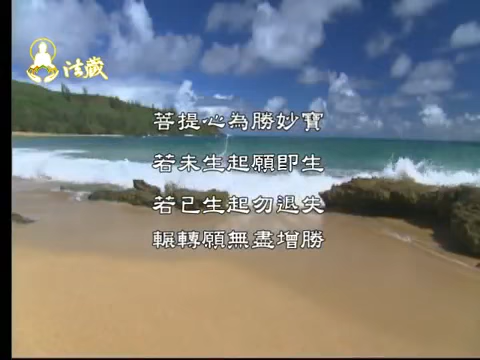 法藏
菩提心為勝妙寶
若未生起願即生
若已生起勿退失
輾轉願無盡增勝